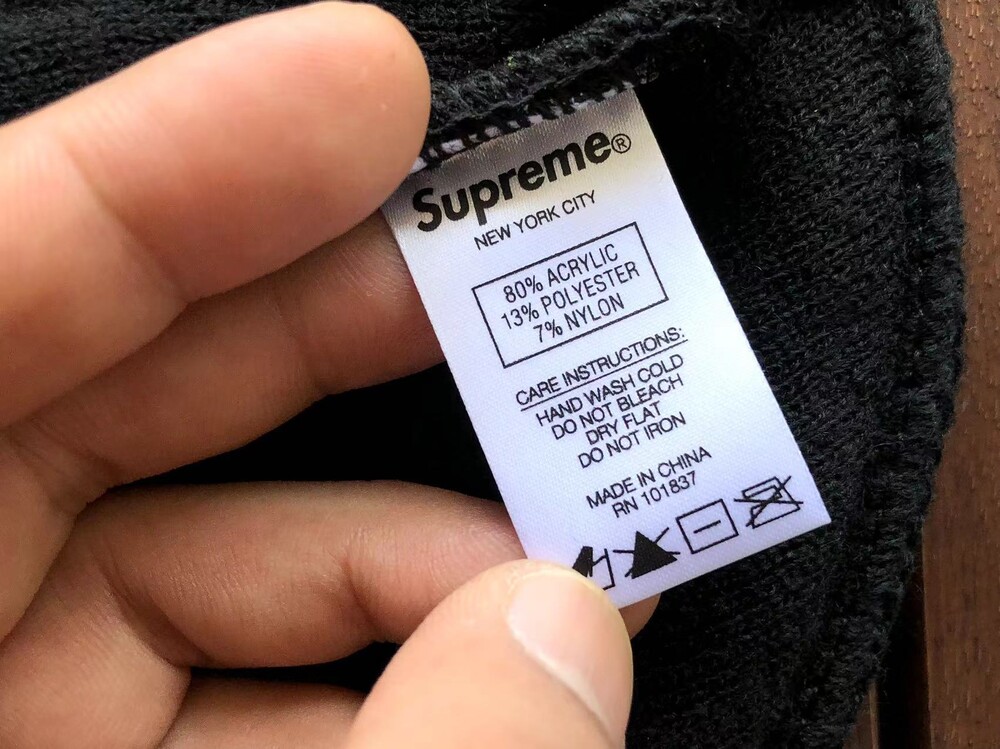 Supreme®
NEW YORK CITY
80% ACRYLIC
13% POLYESTER
7% NYLON
CARE INSTRUCTIONS:
HAND WASH COLD
DO NOT BLEACH
DRY FLAT
DO NOT IRON
MADE IN CHINA
RN 101837